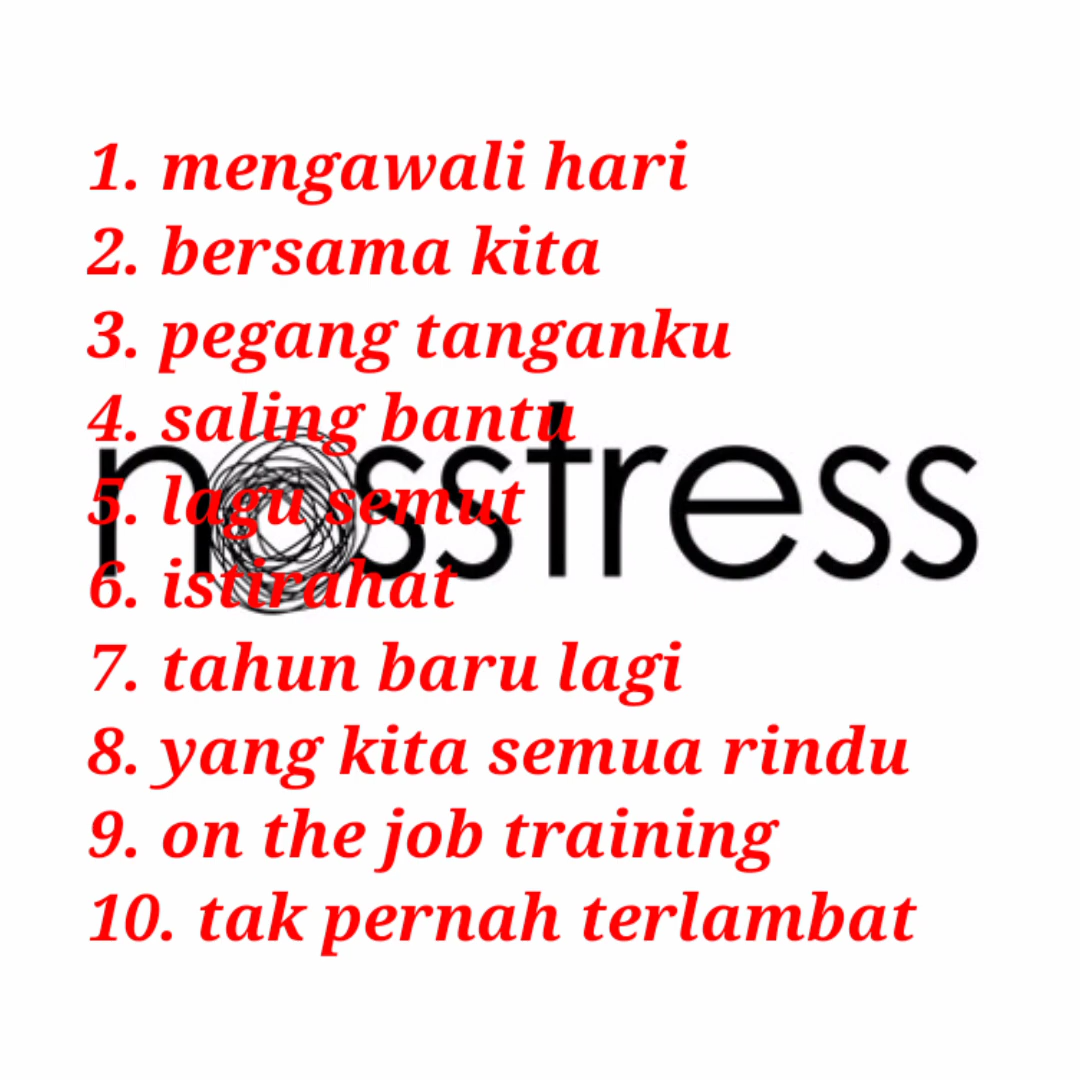 1. mengawali hari
2. bersama kita
3. pegang tanganku
4. saling bantu
nosstress
5. lagu semut
6. istirahat
7. tahun baru lagi
8. yang kita semua rindu
9. on the job training
10. tak pernah terlambat